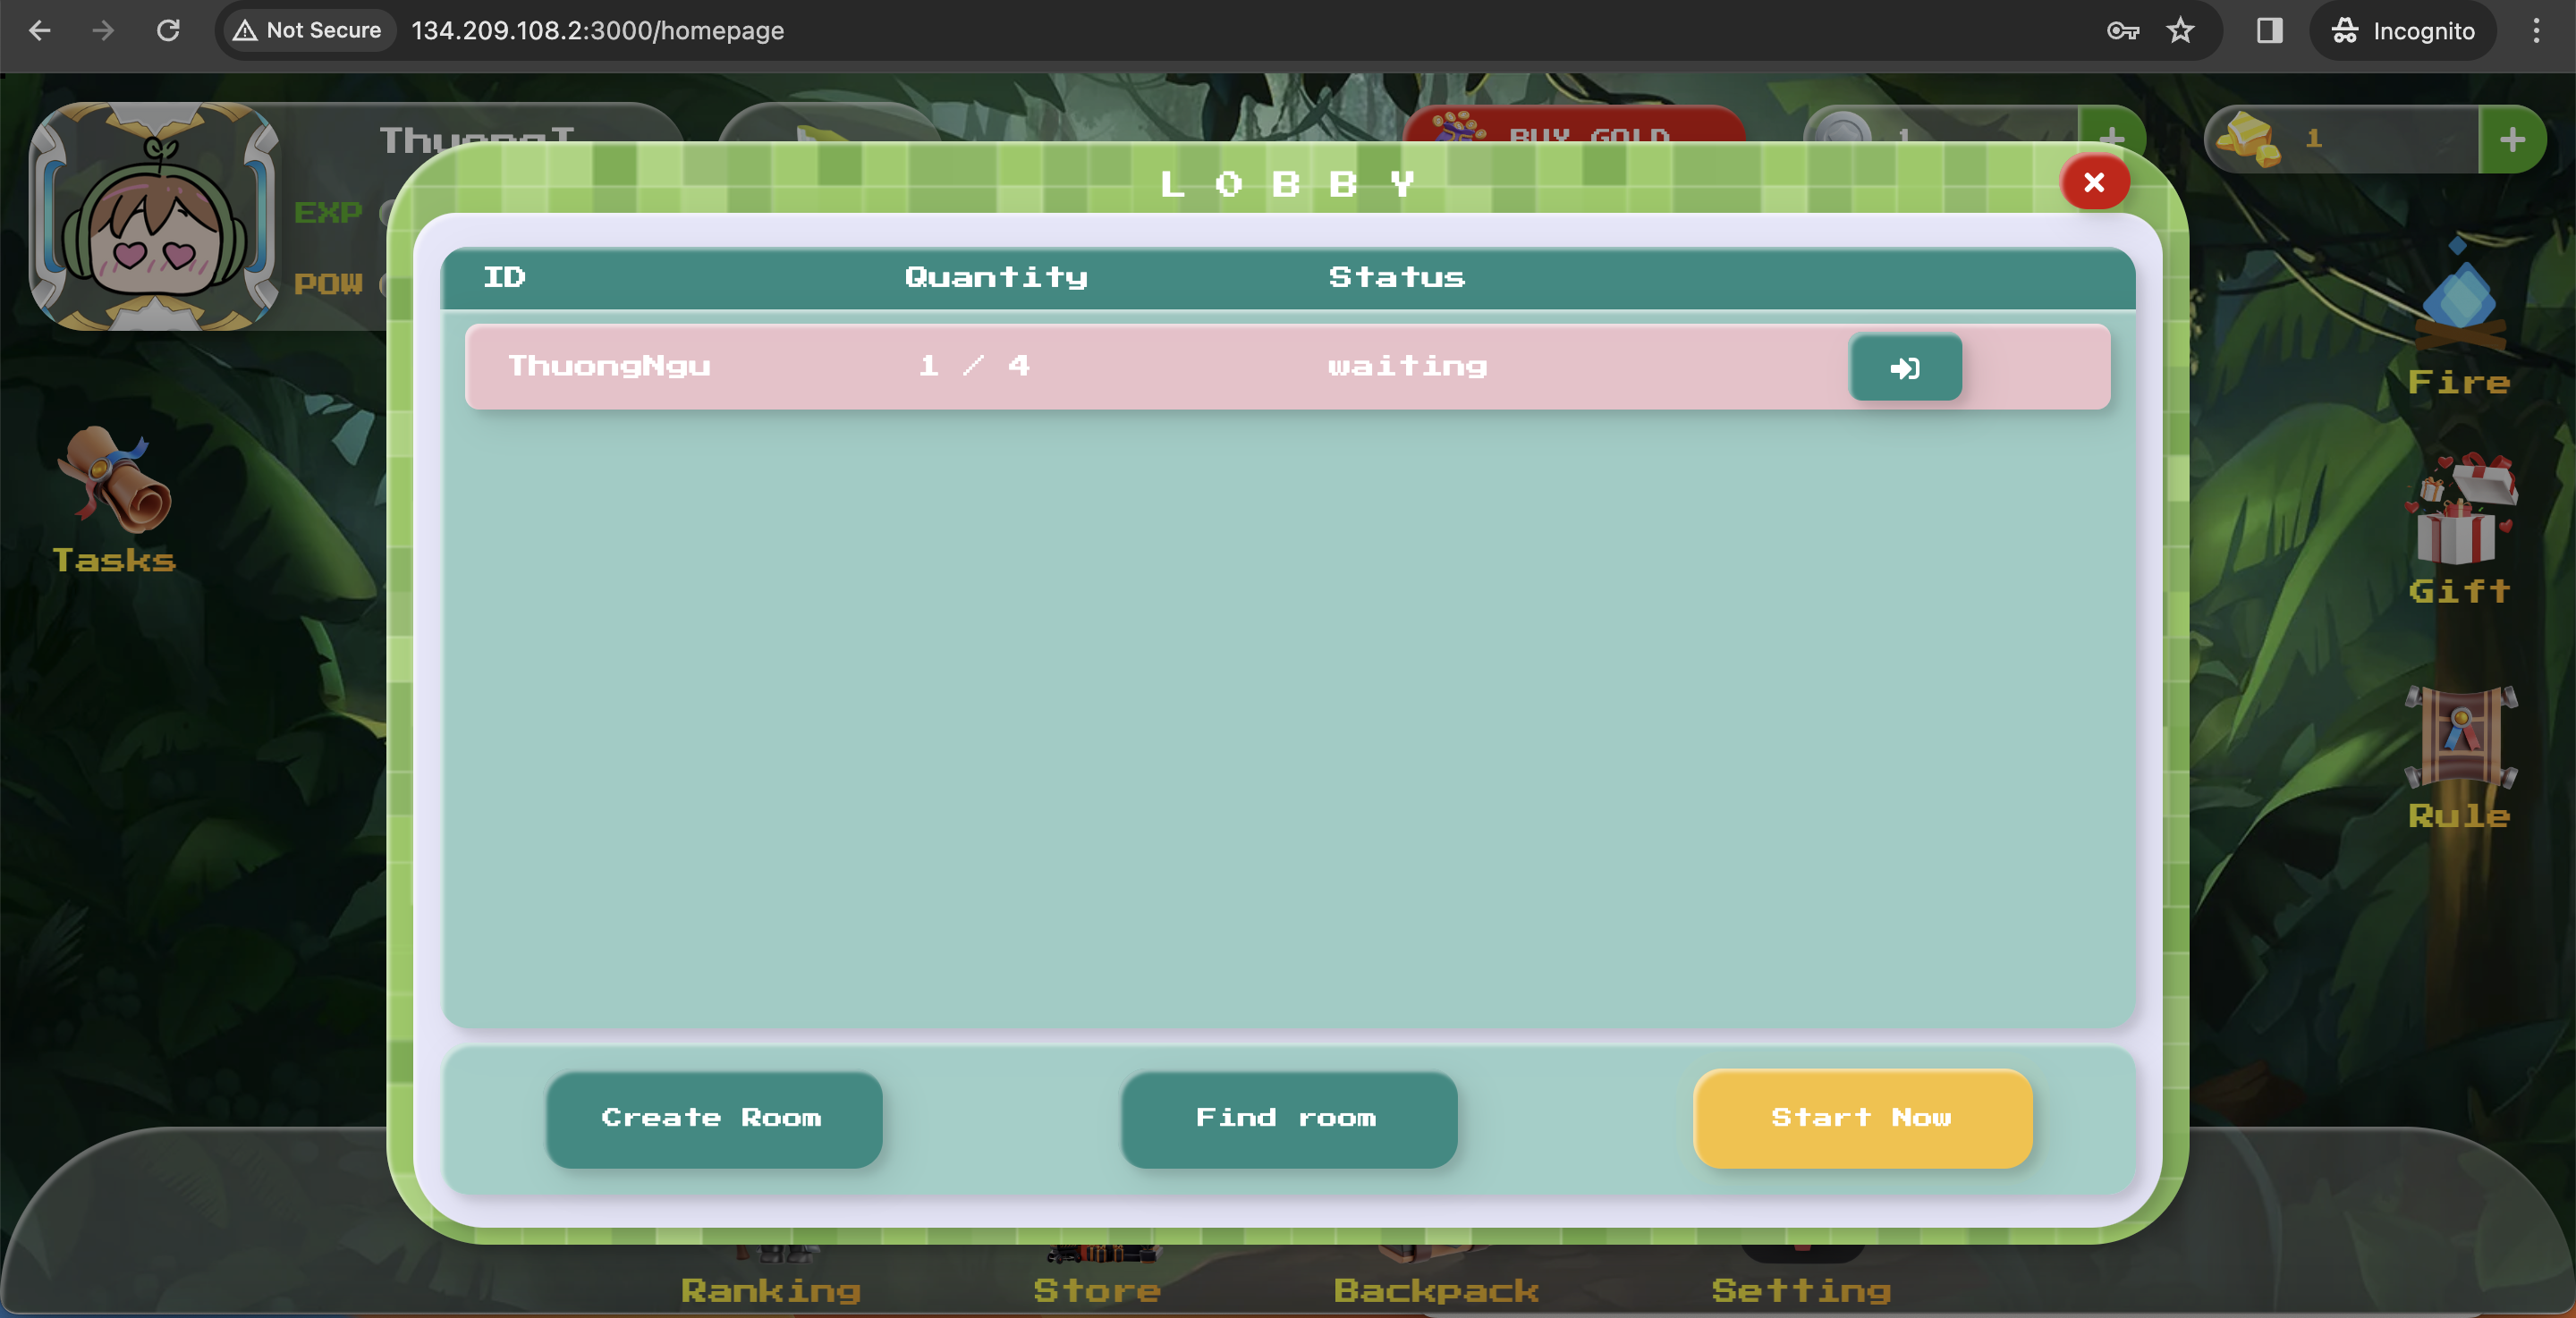 Not Secure 134.209.108.2:3000/homepage Incognito
BUY GOLD 1 1
EXP
POW
LOBBY
ID Quantity Status
ThuongNgu 1 / 4 waiting
Fire
Tasks
Gift
Rule
Create Room Find room Start Now
Ranking Store Backpack Setting